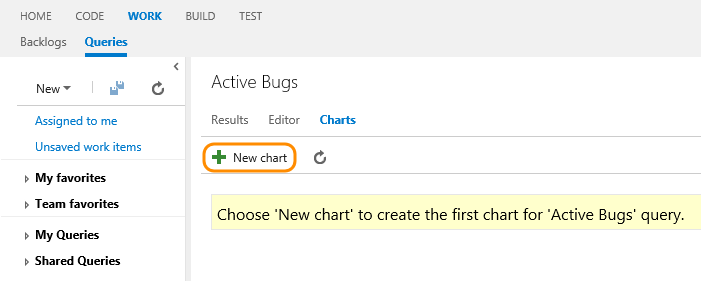 HOME CODE WORK BUILD TEST
Backlogs Queries
New
Assigned to me
Unsaved work items
My favorites
Team favorites
My Queries
Shared Queries
Active Bugs
Results Editor Charts
New chart
Choose 'New chart' to create the first chart for 'Active Bugs' query.